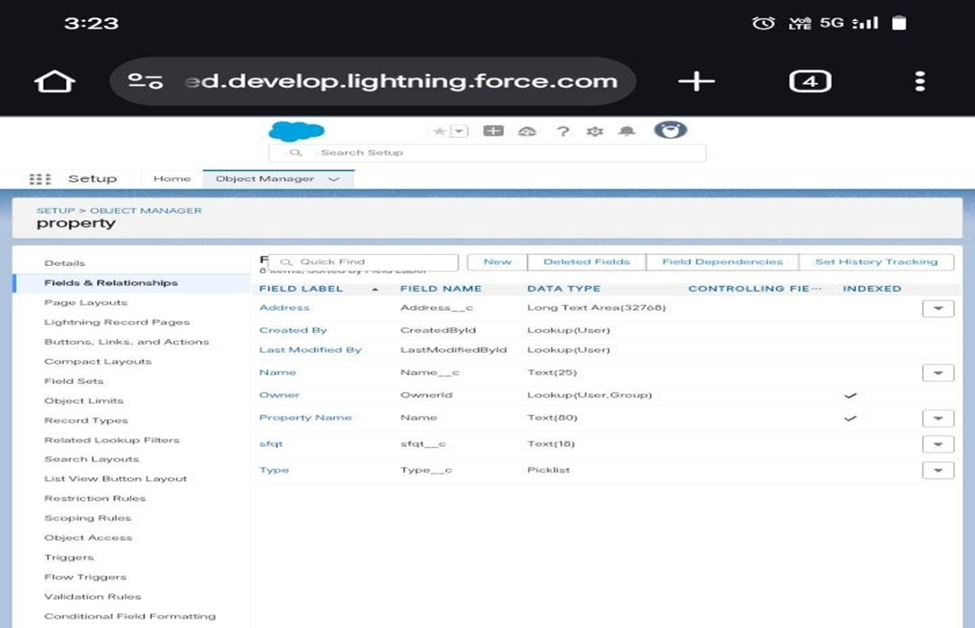 3:23
VoD LTE 5G
ed.develop.lightning.force.com
4
Search Setup
Setup Home Object Manager
SETUP > OBJECT MANAGER
property
Details
Fields & Relationships
Page Layouts
Lightning Record Pages
Buttons, Links, and Actions
Compact Layouts
Field Sets
Object Limits
Record Types
Related Lookup Filters
Search Layouts
List View Button Layout
Restriction Rules
Scoping Rules
Object Access
Triggers
Flow Triggers
Validation Rules
Conditional Field Formatting
Quick Find New Deleted Fields Field Dependencies Set History Tracking
8 Items, Sorted by Field Label
FIELD LABEL FIELD NAME DATA TYPE CONTROLLING FIE... INDEXED
Address Address__c Long Text Area(32768)
Created By CreatedById Lookup(User)
Last Modified By LastModifiedById Lookup(User)
Name Name__c Text(25)
Owner OwnerId Lookup(User,Group)
Property Name Name Text(80)
sfqt sfqt__c Text(18)
Type Type__c Picklist